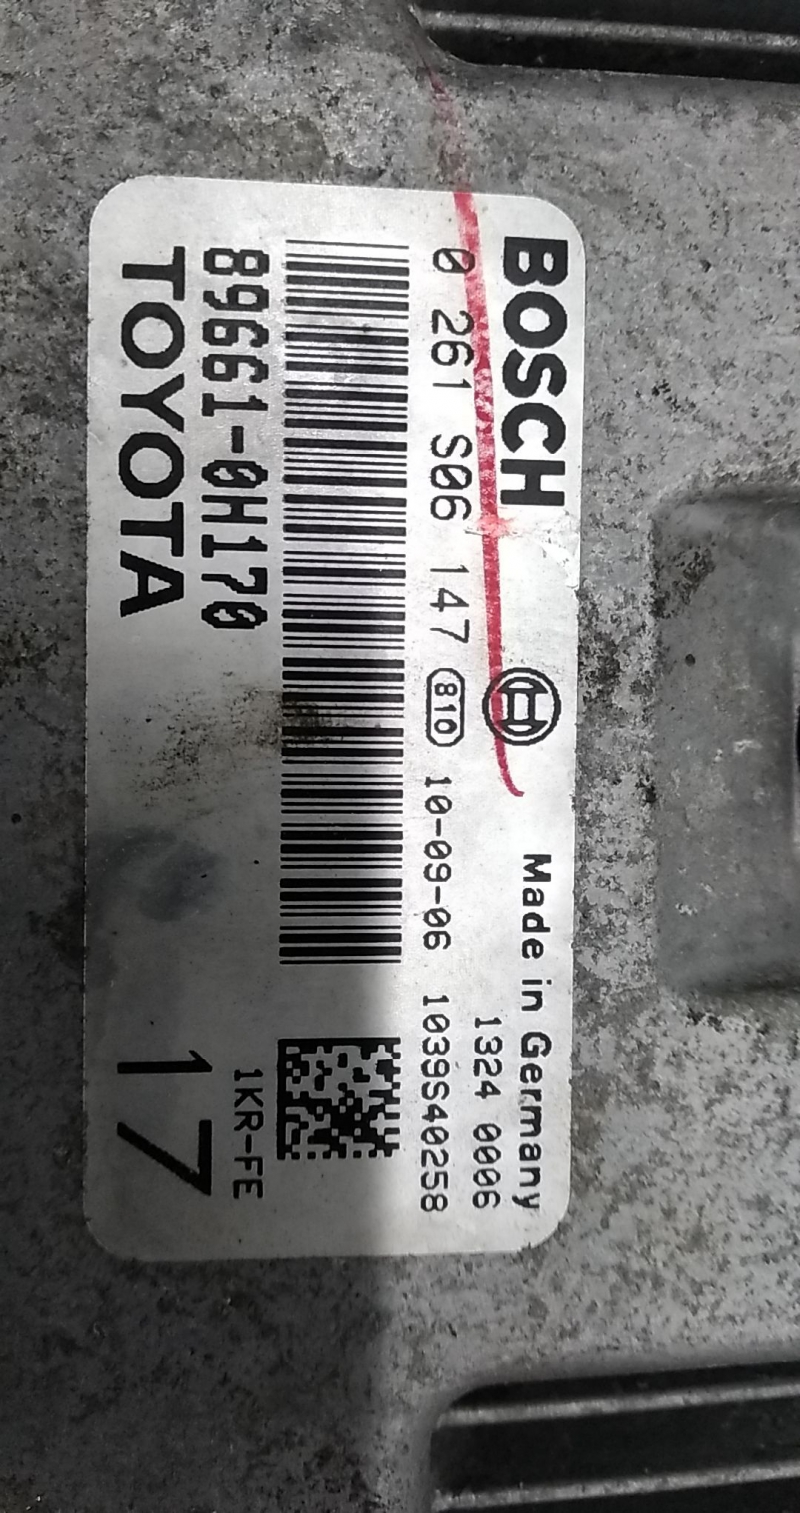 BOSCH
Made in Germany
1324 0006
0 261 S06 147 810 10-09-06 1039S40258
89661-0H170
1KR-FE
TOYOTA
17